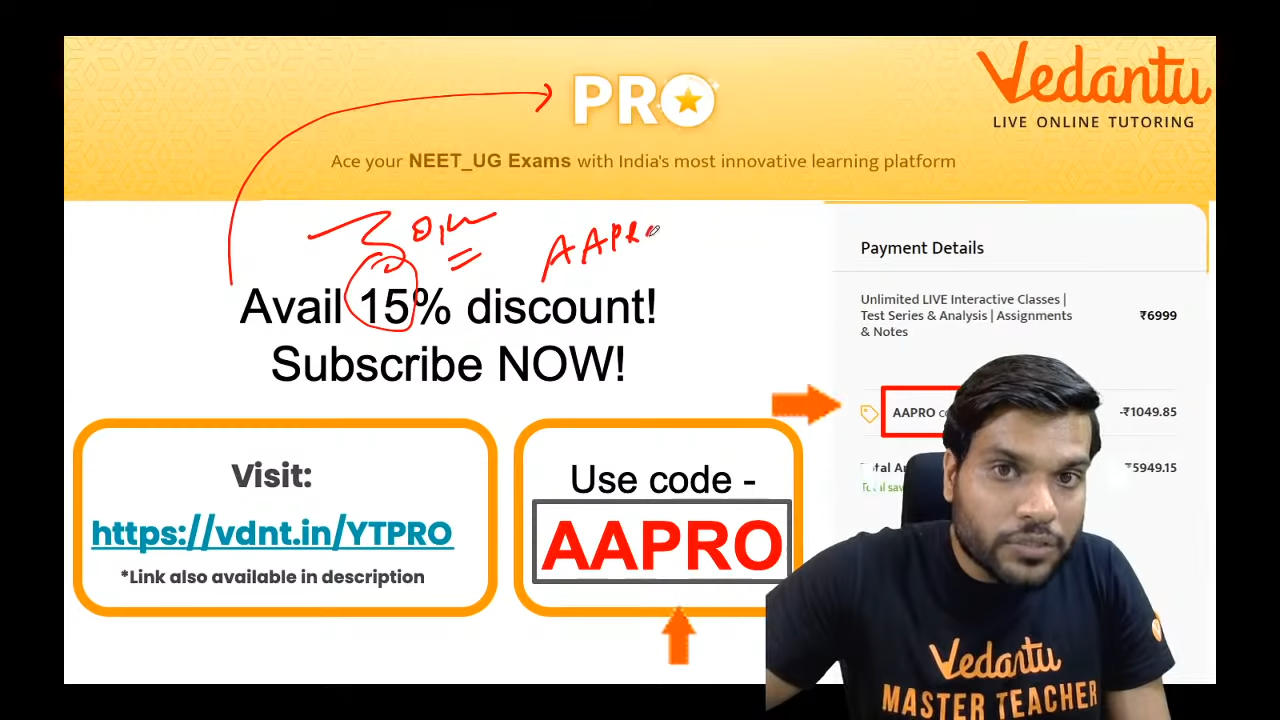 PRO
Vedantu
LIVE ONLINE TUTORING
Ace your NEET_UG Exams with India's most innovative learning platform
AAPRO
Avail 15% discount!
Subscribe NOW!
Visit:
https://vdnt.in/YTPRO
*Link also available in description
Use code -
AAPRO
Payment Details
Unlimited LIVE Interactive Classes |
Test Series & Analysis | Assignments
& Notes
₹6999
AAPRO
-₹1049.85
₹5949.15
Vedantu
MASTER TEACHER